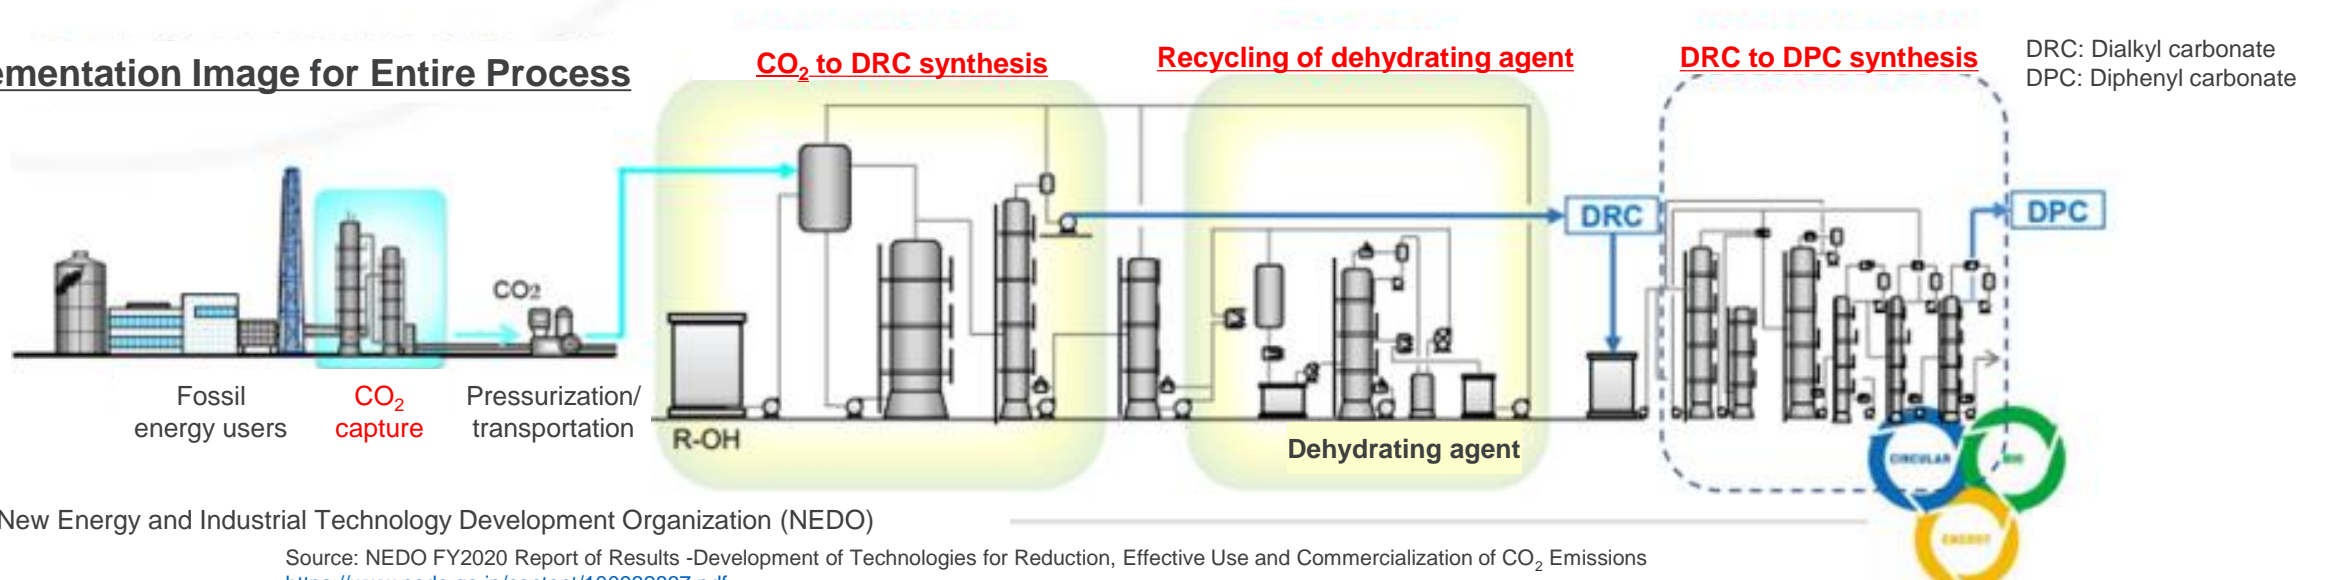 ementation Image for Entire Process
CO2 to DRC synthesis
Recycling of dehydrating agent
DRC to DPC synthesis
DRC: Dialkyl carbonate
DPC: Diphenyl carbonate
CO2
DRC
DPC
Fossil
energy users
CO2
capture
Pressurization/
transportation
R-OH
Dehydrating agent
CIRCULAR
BIO
ENERGY
New Energy and Industrial Technology Development Organization (NEDO)
Source: NEDO FY2020 Report of Results -Development of Technologies for Reduction, Effective Use and Commercialization of CO2 Emissions